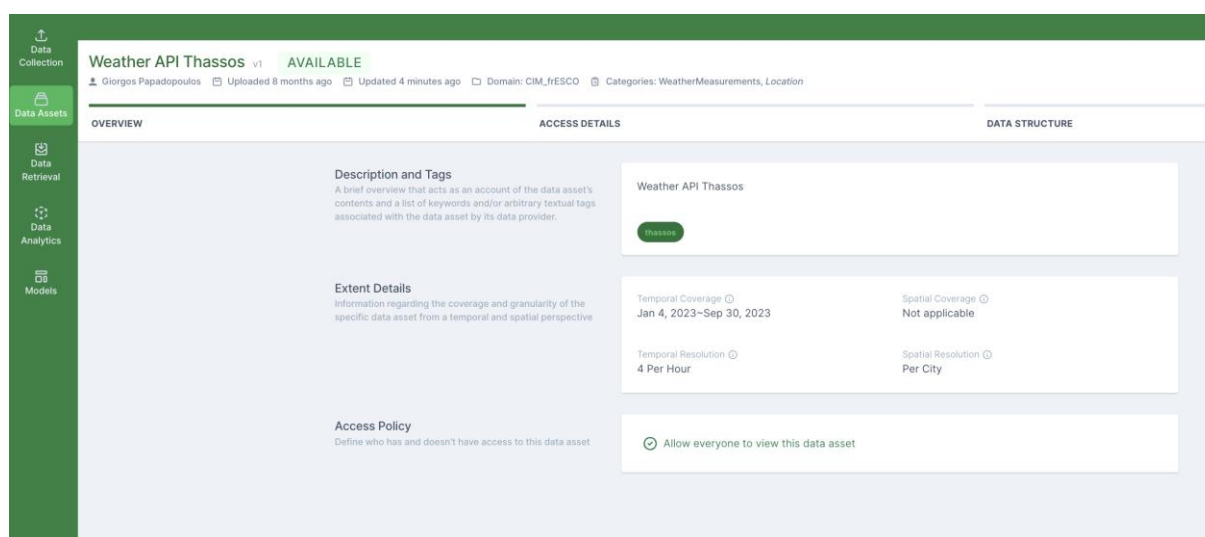 Data
Collection
Data Assets
Data
Retrieval
Data
Analytics
Models
Weather API Thassos v1 AVAILABLE
Giorgos Papadopoulos Uploaded 8 months ago Updated 4 minutes ago Domain: CIM_frESCO Categories: WeatherMeasurements, Location
OVERVIEW ACCESS DETAILS DATA STRUCTURE
Description and Tags
A brief overview that acts as an account of the data asset's
contents and a list of keywords and/or arbitrary textual tags
associated with the data asset by its data provider.
Weather API Thassos
thassos
Extent Details
Information regarding the coverage and granularity of the
specific data asset from a temporal and spatial perspective
Temporal Coverage Spatial Coverage
Jan 4, 2023~Sep 30, 2023 Not applicable
Temporal Resolution Spatial Resolution
4 Per Hour Per City
Access Policy
Define who has and doesn't have access to this data asset
Allow everyone to view this data asset